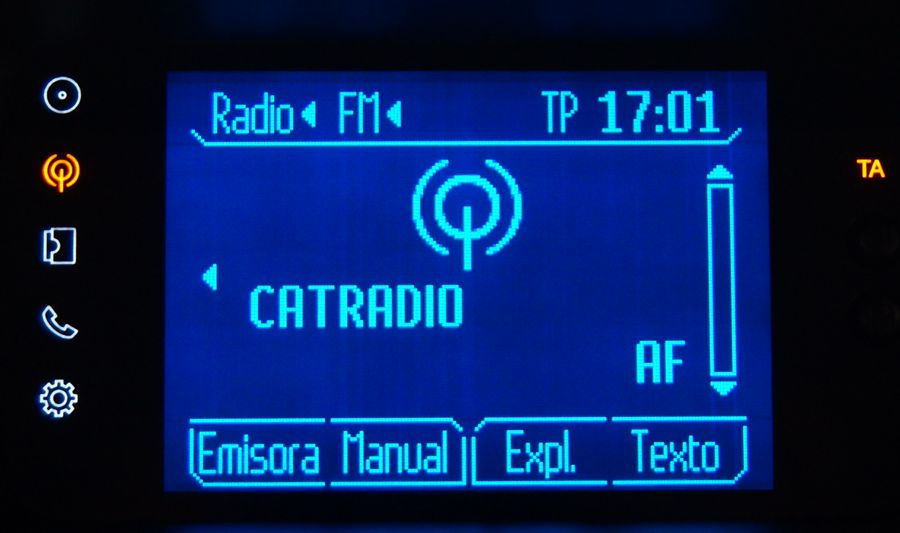 Radio FM TP 17:01
TA
CATRADIO
AF
Emisora Manual Expl. Texto